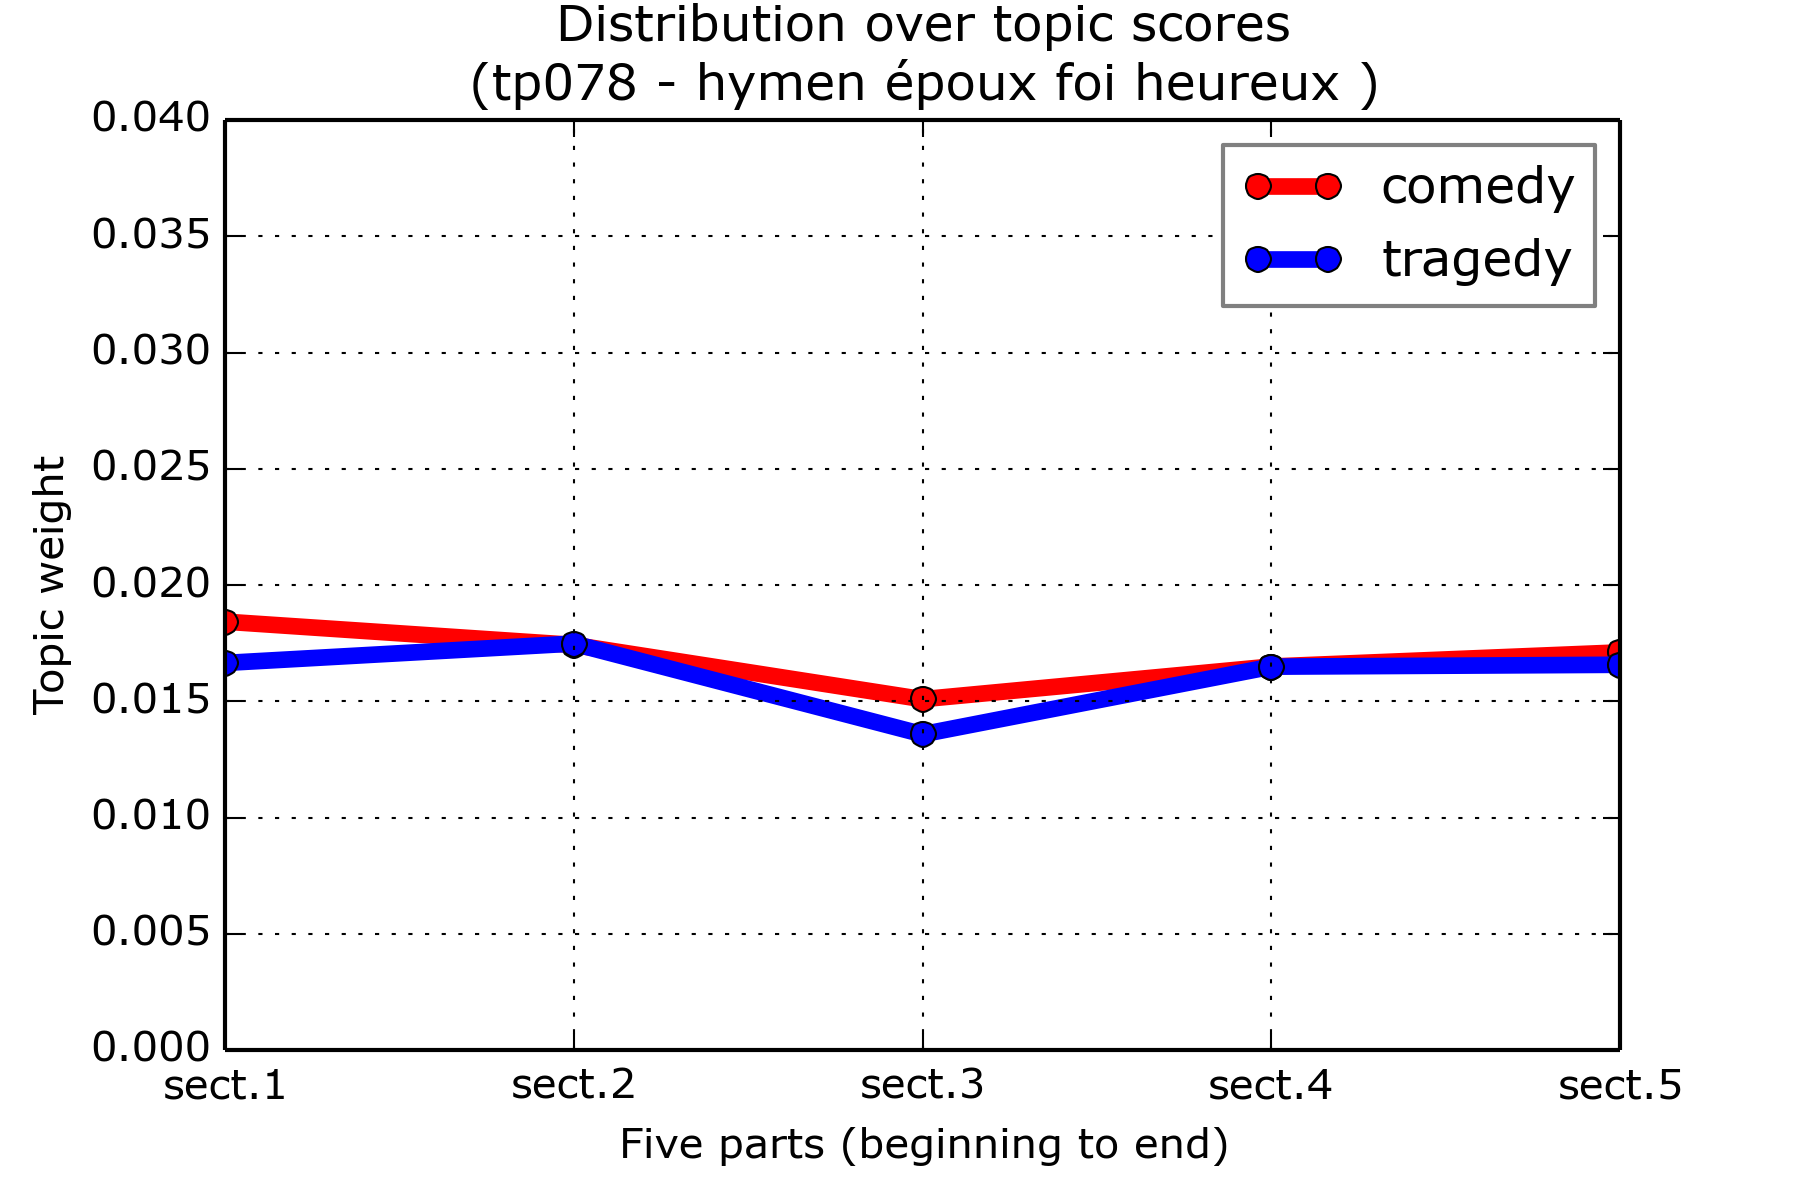 Distribution over topic scores
(tp078 - hymen époux foi heureux )
0.040
0.035
0.030
0.025
0.020
0.015
0.010
0.005
0.000
Topic weight
comedy
tragedy
sect.1 sect.2 sect.3 sect.4 sect.5
Five parts (beginning to end)